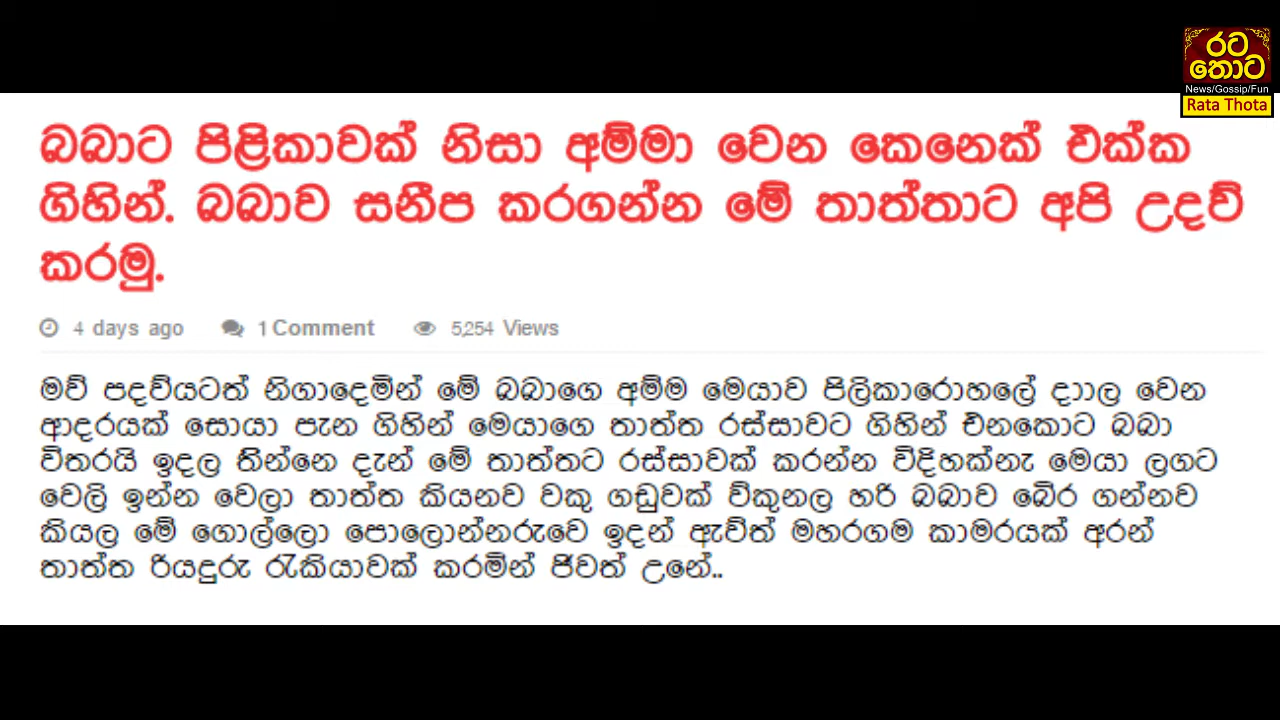 රට
තොට
News/Gossip/Fun
Rata Thota
බබාට පිළිකාවක් නිසා අම්මා වෙන කෙනෙක් එක්ක
ගිහින්. බබාව සනීප කරගන්න මේ තාත්තාට අපි උදව්
කරමු.
4 days ago 1 Comment 5,254 Views
මව් පදවියටත් නිගාදෙමින් මේ බබාගෙ අම්ම මෙයාව පිලිකාරොහලේ දාාල වෙන
ආදරයක් සොයා පැන ගිහින් මෙයාගෙ තාත්ත රස්සාවට ගිහින් එනකොට බබා
විතරයි ඉදල තිින්නෙ දැන් මේ තාත්තට රස්සාවක් කරන්න විදිහක්නැ මෙයා ලගට
වෙලි ඉන්න වෙලා තාත්ත කියනව වකු ගඩුවක් විකුනල හරි බබාව බේර ගන්නව
කියල මේ ගොල්ලො පොලොන්නරුවෙ ඉදන් ඇවිත් මහරගම කාමරයක් අරන්
තාත්ත රියදුරු රැකියාවක් කරමින් ජිවත් උනේ..